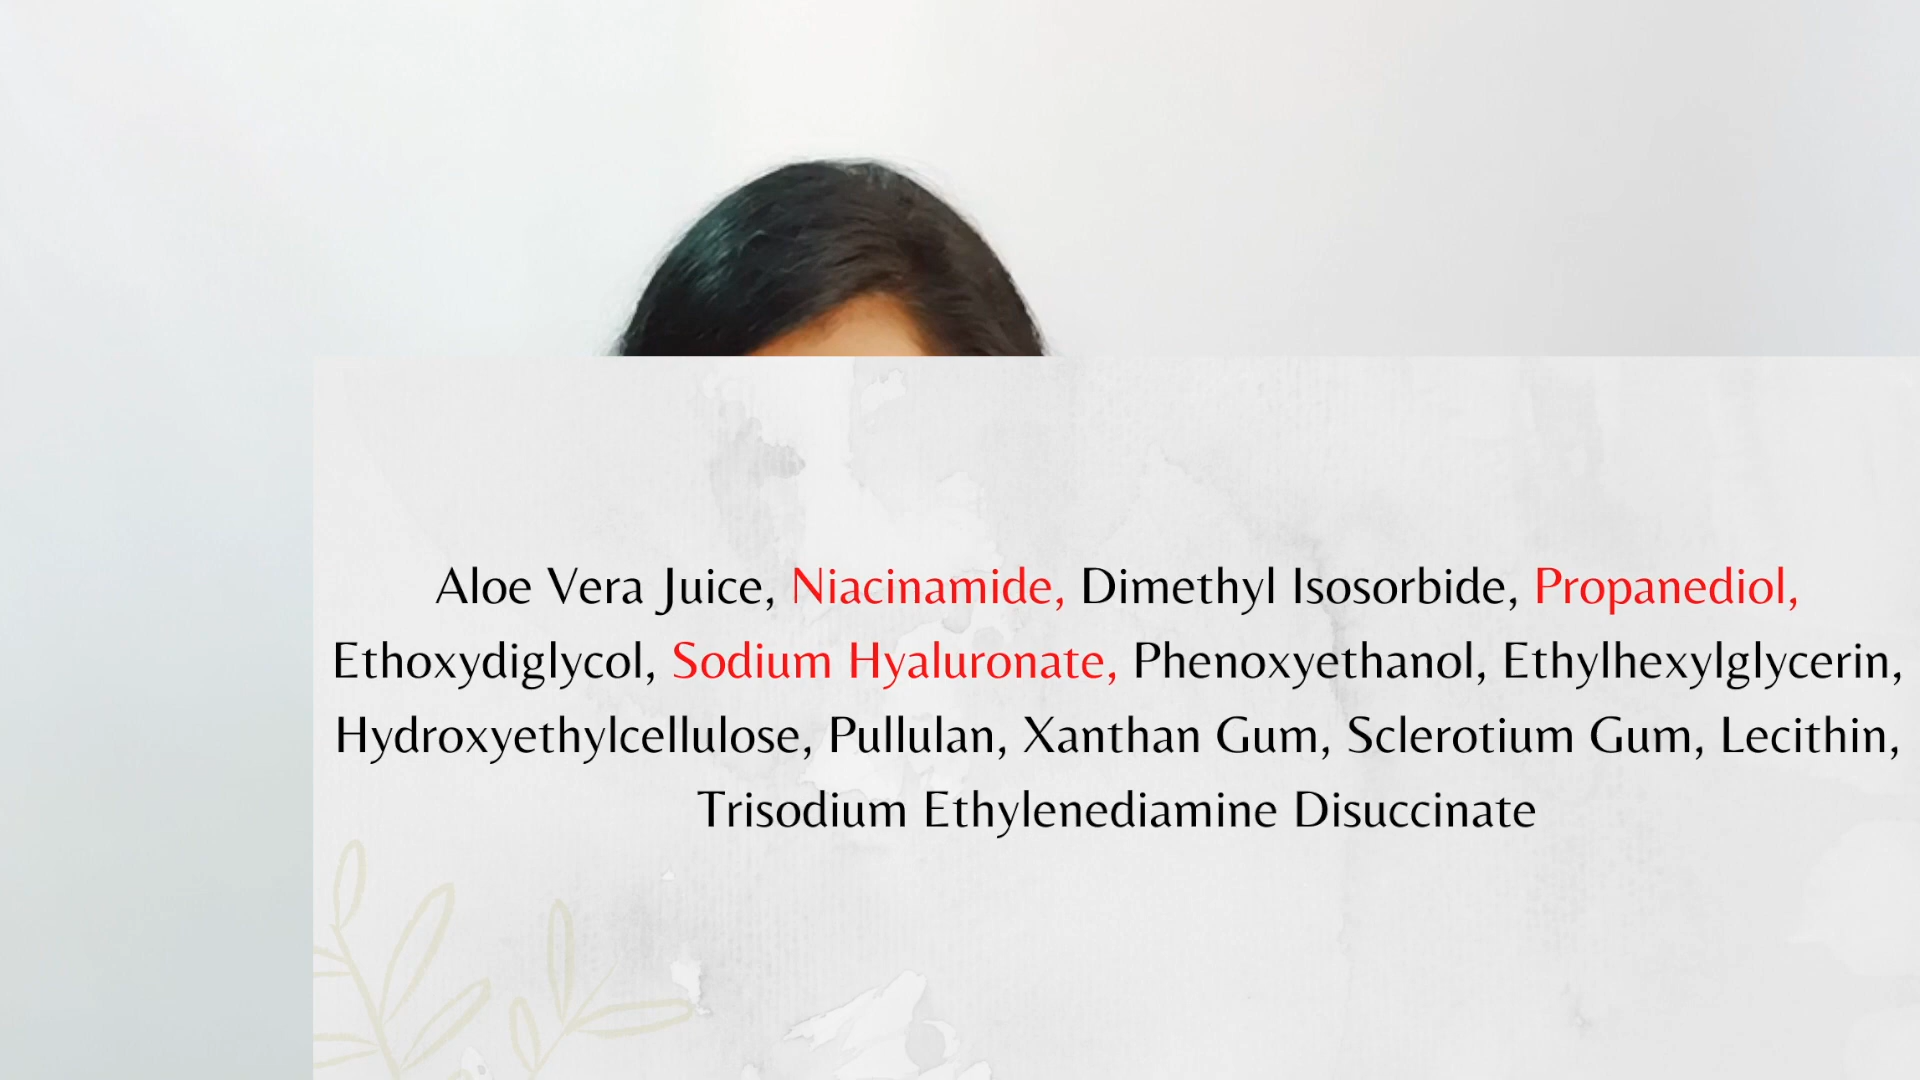 Aloe Vera Juice, Niacinamide, Dimethyl Isosorbide, Propanediol,
Ethoxydiglycol, Sodium Hyaluronate, Phenoxyethanol, Ethylhexylglycerin,
Hydroxyethylcellulose, Pullulan, Xanthan Gum, Sclerotium Gum, Lecithin,
Trisodium Ethylenediamine Disuccinate